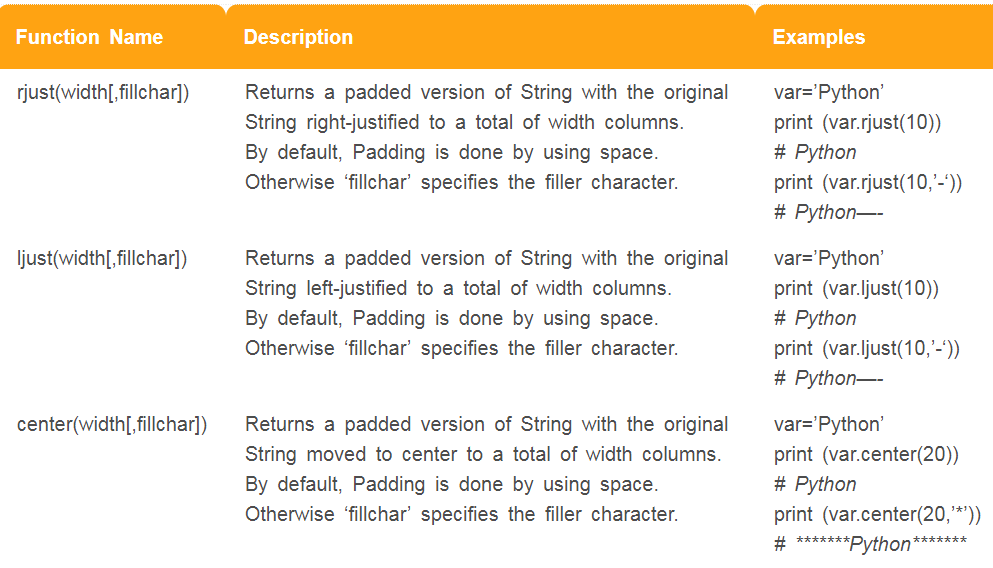 Function Name Description Examples
rjust(width[,fillchar]) Returns a padded version of String with the original var=’Python’
String right-justified to a total of width columns. print (var.rjust(10))
By default, Padding is done by using space. # Python
Otherwise ‘fillchar’ specifies the filler character. print (var.rjust(10,’-‘))
# Python—-
ljust(width[,fillchar]) Returns a padded version of String with the original var=’Python’
String left-justified to a total of width columns. print (var.ljust(10))
By default, Padding is done by using space. # Python
Otherwise ‘fillchar’ specifies the filler character. print (var.ljust(10,’-‘))
# Python—-
center(width[,fillchar]) Returns a padded version of String with the original var=’Python’
String moved to center to a total of width columns. print (var.center(20))
By default, Padding is done by using space. # Python
Otherwise ‘fillchar’ specifies the filler character. print (var.center(20,’*’))
# *******Python*******